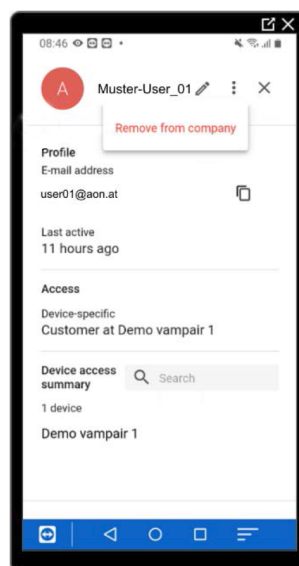 08:46
A
Muster-User_01
Remove from company
Profile
E-mail address
user01@aon.at
Last active
11 hours ago
Access
Device-specific
Customer at Demo vampair 1
Device access
summary
Search
1 device
Demo vampair 1